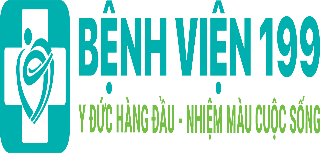 BỆNH VIỆN 199
Y ĐỨC HÀNG ĐẦU - NHIỆM MÀU CUỘC SỐNG